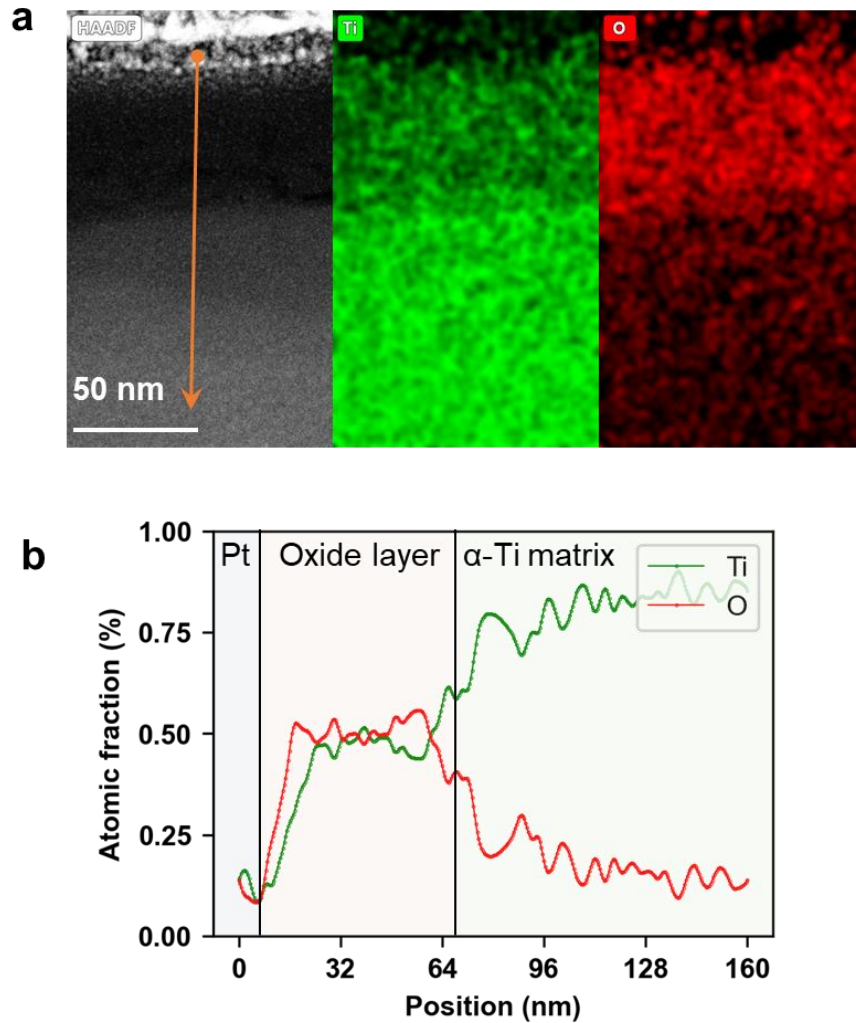 a
HAADF
Ti
O
50 nm
b
Pt
Oxide layer
α-Ti matrix
Ti
O
Atomic fraction (%)
1.00
0.75
0.50
0.25
0.00
0
32
64
96
128
160
Position (nm)